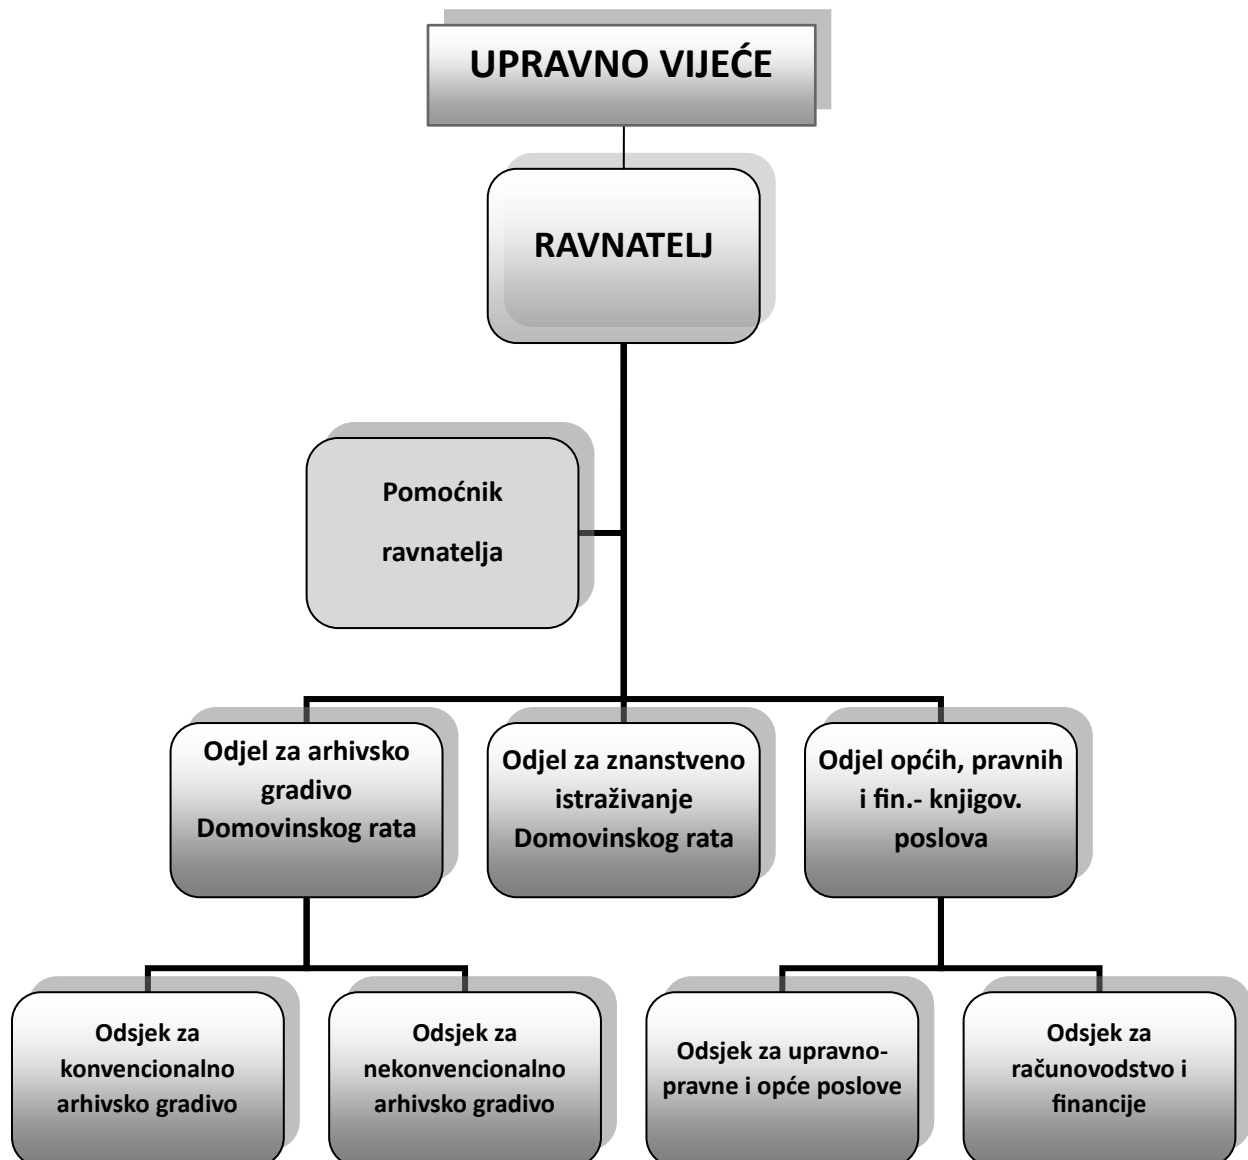 UPRAVNO VIJEĆE
RAVNATELJ
Pomoćnik
ravnatelja
Odjel za arhivsko
gradivo
Domovinskog rata
Odjel za znanstveno
istraživanje
Domovinskog rata
Odjel općih, pravnih
i fin.- knjigov.
poslova
Odsjek za
konvencionalno
arhivsko gradivo
Odsjek za
nekonvencionalno
arhivsko gradivo
Odsjek za upravno-
pravne i opće poslove
Odsjek za
računovodstvo i
financije